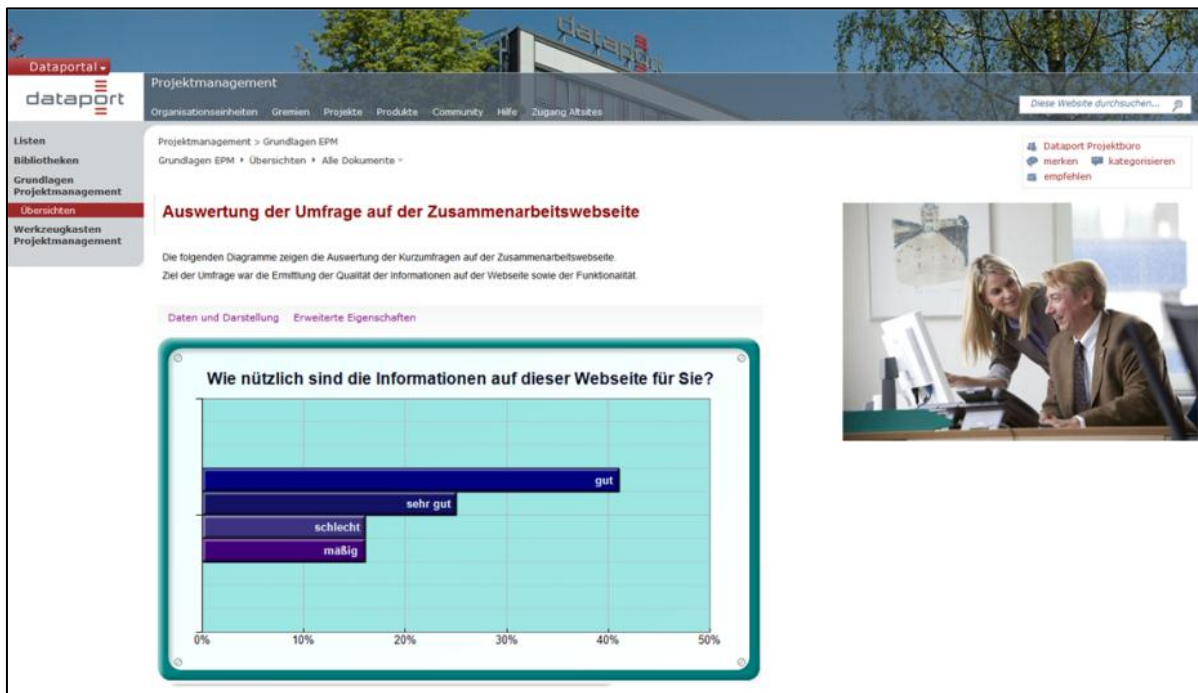 dataport
Dataportal
dataport
Projektmanagement
Organisationseinheiten Gremien Projekte Produkte Community Hilfe Zugang Altsites
Diese Website durchsuchen...
Listen
Bibliotheken
Grundlagen
Projektmanagement
Übersichten
Werkzeugkasten
Projektmanagement
Projektmanagement > Grundlagen EPM
Grundlagen EPM Übersichten Alle Dokumente
Dataport Projektbüro
merken kategorisieren
empfehlen
Auswertung der Umfrage auf der Zusammenarbeitswebseite
Die folgenden Diagramme zeigen die Auswertung der Kurzumfragen auf der Zusammenarbeitswebseite.
Ziel der Umfrage war die Ermittlung der Qualität der Informationen auf der Webseite sowie der Funktionalität.
Daten und Darstellung Erweiterte Eigenschaften
Wie nützlich sind die Informationen auf dieser Webseite für Sie?
gut
sehr gut
schlecht
maßig
0% 10% 20% 30% 40% 50%